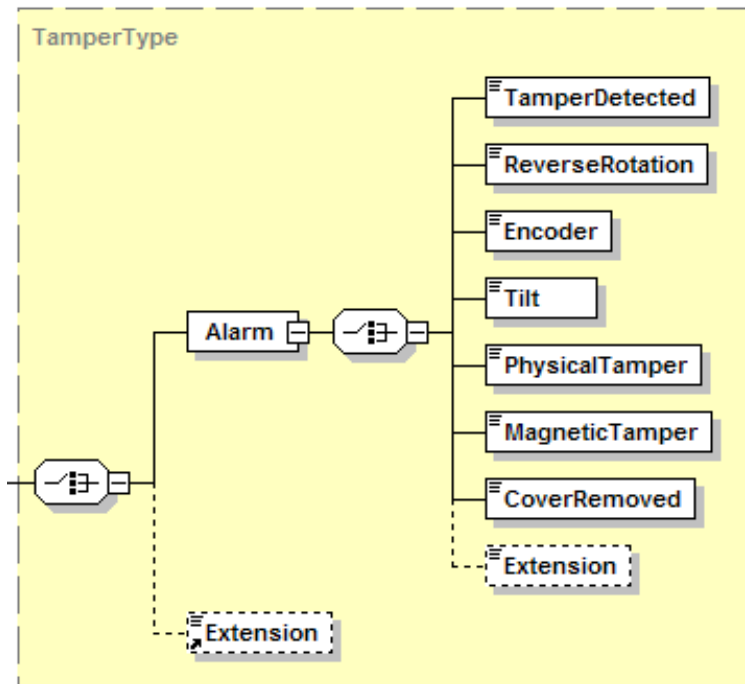 TamperType
TamperDetected
ReverseRotation
Encoder
Tilt
Alarm
PhysicalTamper
MagneticTamper
CoverRemoved
Extension
Extension